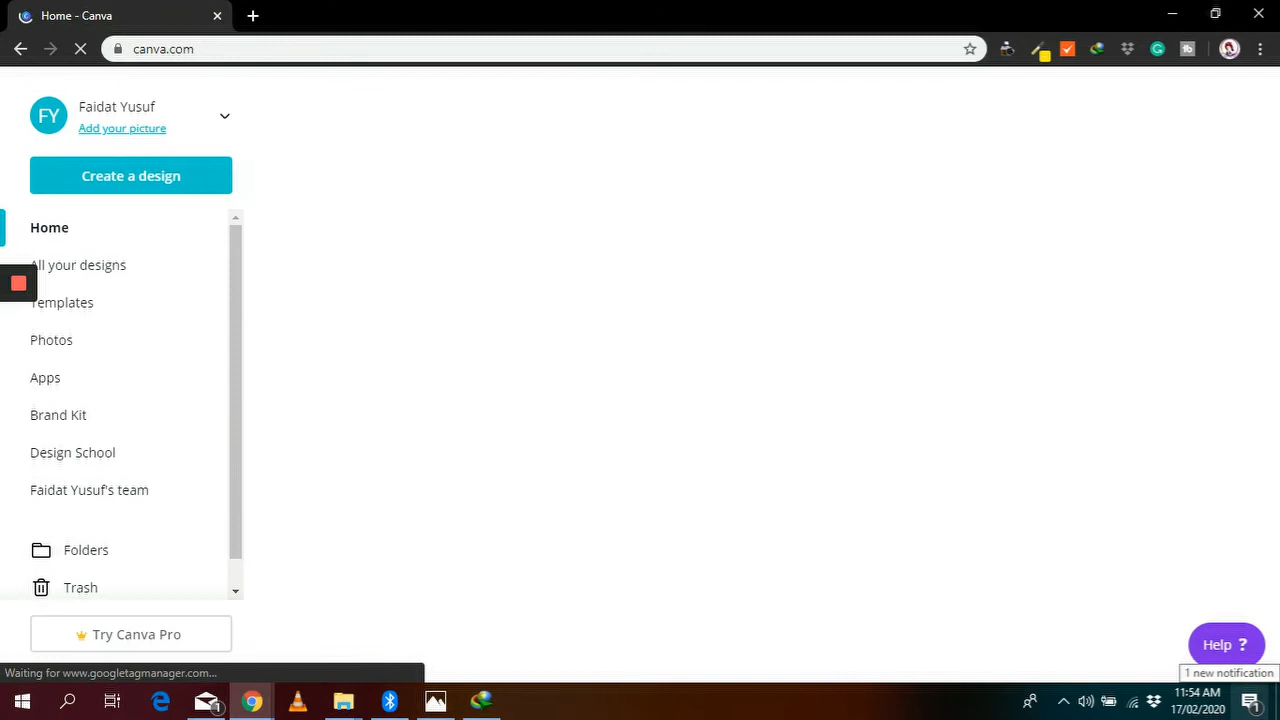 Home - Canva
canva.com
FY
Faidat Yusuf
Add your picture
Create a design
Home
All your designs
Templates
Photos
Apps
Brand Kit
Design School
Faidat Yusuf's team
Folders
Trash
Try Canva Pro
Help ?
1 new notification
Waiting for www.googletagmanager.com...
1
11:54 AM
17/02/2020
1